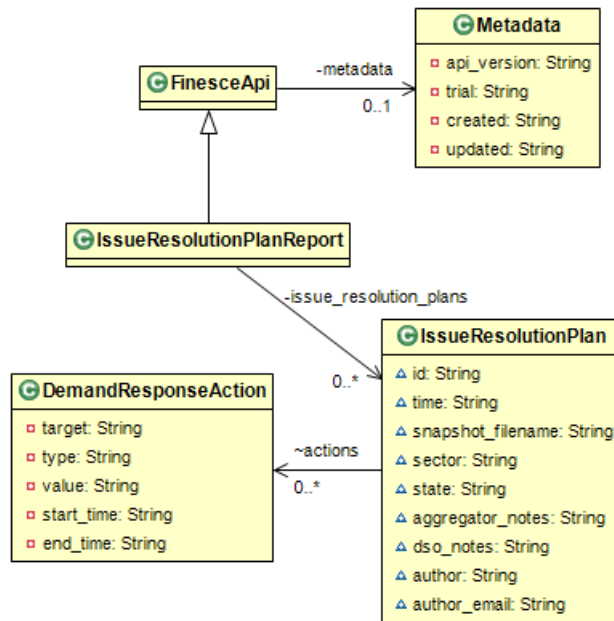 C Metadata
api_version: String
trial: String
created: String
updated: String
C FinesceApi
-metadata
0..1
C IssueResolutionPlanReport
-issue_resolution_plans
0..*
C IssueResolutionPlan
id: String
time: String
snapshot_filename: String
sector: String
state: String
aggregator_notes: String
dso_notes: String
author: String
author_email: String
C DemandResponseAction
target: String
type: String
value: String
start_time: String
end_time: String
~actions
0..*